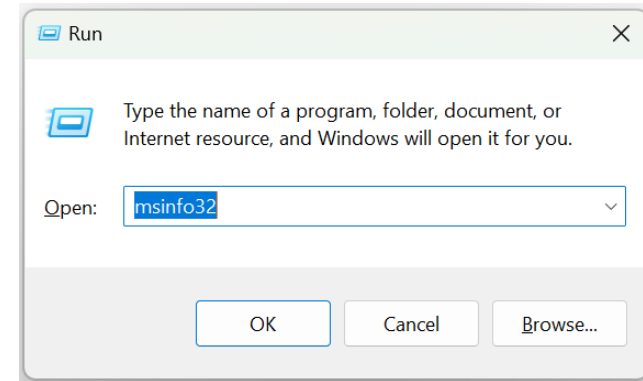 Run
Type the name of a program, folder, document, or
Internet resource, and Windows will open it for you.
Open: msinfo32
OK Cancel Browse...